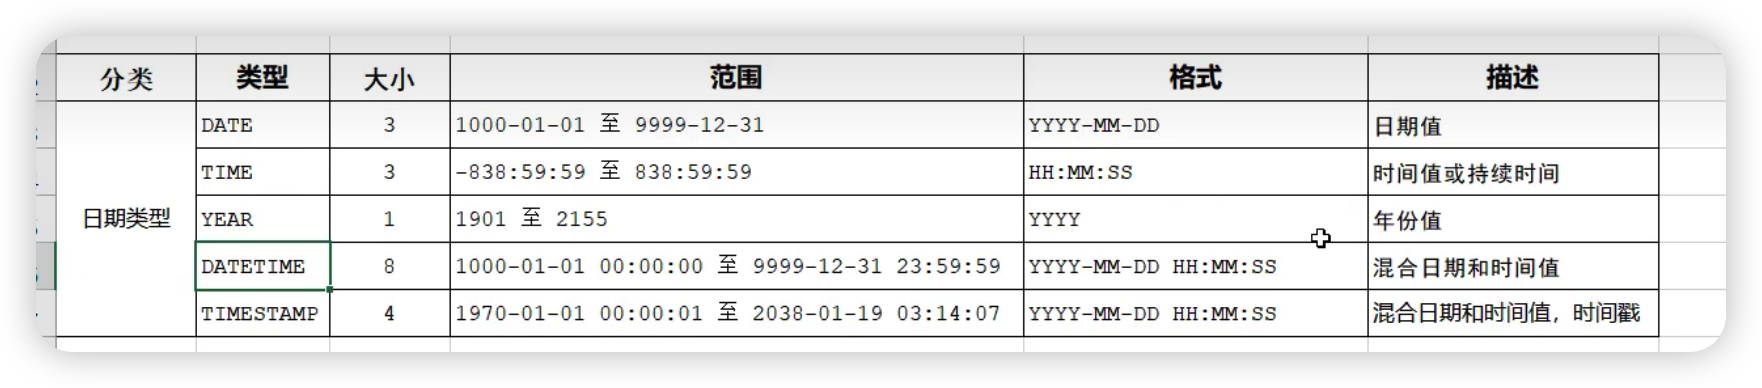 分类 类型 大小 范围 格式 描述
DATE 3 1000-01-01 至 9999-12-31 YYYY-MM-DD 日期值
TIME 3 -838:59:59 至 838:59:59 HH:MM:SS 时间值或持续时间
日期类型 YEAR 1 1901 至 2155 YYYY 年份值
DATETIME 8 1000-01-01 00:00:00 至 9999-12-31 23:59:59 YYYY-MM-DD HH:MM:SS 混合日期和时间值
TIMESTAMP 4 1970-01-01 00:00:01 至 2038-01-19 03:14:07 YYYY-MM-DD HH:MM:SS 混合日期和时间值，时间戳